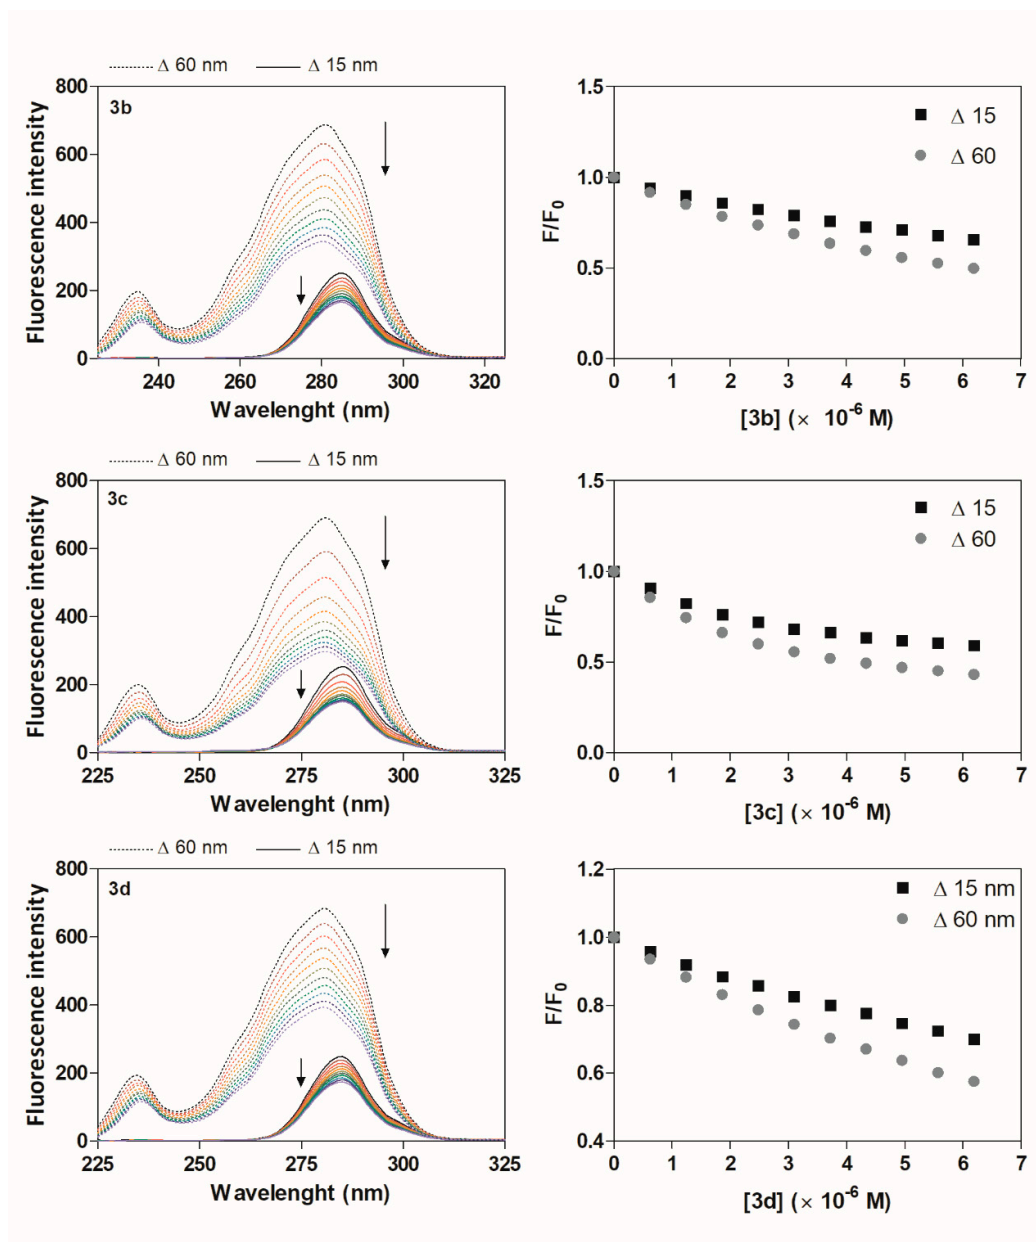 Δ 60 nm Δ 15 nm
3b
Fluorescence intensity
800
600
400
200
0
240 260 280 300 320
Wavelenght (nm)
F/F0
1.5
1.0
0.5
0.0
Δ 15
Δ 60
0 1 2 3 4 5 6 7
[3b] (× 10-6 M)
Δ 60 nm Δ 15 nm
3c
Fluorescence intensity
800
600
400
200
0
225 250 275 300 325
Wavelenght (nm)
F/F0
1.5
1.0
0.5
0.0
Δ 15
Δ 60
0 1 2 3 4 5 6 7
[3c] (× 10-6 M)
Δ 60 nm Δ 15 nm
3d
Fluorescence intensity
800
600
400
200
0
225 250 275 300 325
Wavelenght (nm)
F/F0
1.2
1.0
0.8
0.6
0.4
Δ 15 nm
Δ 60 nm
0 1 2 3 4 5 6 7
[3d] (× 10-6 M)